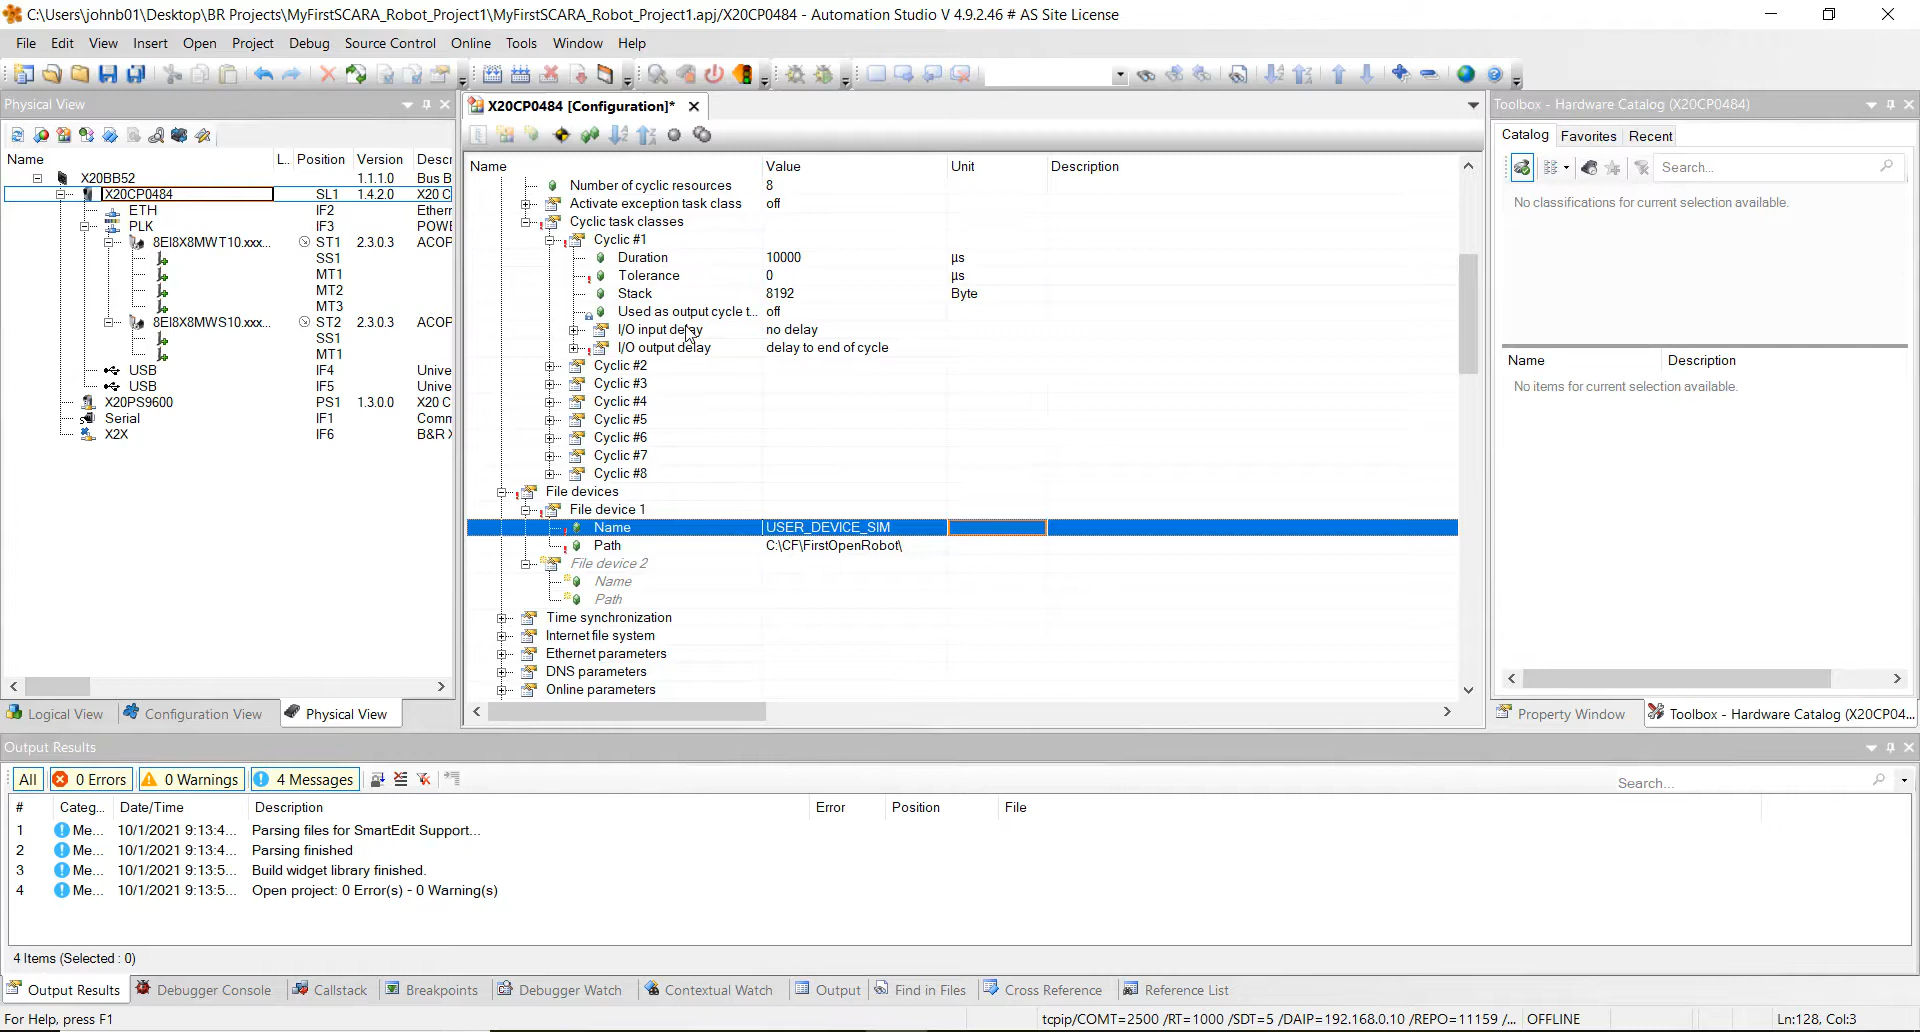 C:\Users\johnb01\Desktop\BR Projects\MyFirstSCARA_Robot_Project1\MyFirstSCARA_Robot_Project1.apj/X20CP0484 - Automation Studio V 4.9.2.46 # AS Site License
File Edit View Insert Open Project Debug Source Control Online Tools Window Help
Physical View
Name L.. Position Version Descr
X20BB52 1.1.1.0 Bus B
X20CP0484 SL1 1.4.2.0 X20 C
ETH IF2 Ethern
PLK IF3 POWE
8EI8X8MWT10.xxx... ST1 2.3.0.3 ACOP
SS1
MT1
MT2
MT3
8EI8X8MWS10.xxx... ST2 2.3.0.3 ACOP
SS1
MT1
USB IF4 Unive
USB IF5 Unive
X20PS9600 PS1 1.3.0.0 X20 C
Serial IF1 Comm
X2X IF6 B&R X
Logical View Configuration View Physical View
X20CP0484 [Configuration]*
Name Value Unit Description
Number of cyclic resources 8
Activate exception task class off
Cyclic task classes
Cyclic #1
Duration 10000 µs
Tolerance 0 µs
Stack 8192 Byte
Used as output cycle t... off
I/O input delay no delay
I/O output delay delay to end of cycle
Cyclic #2
Cyclic #3
Cyclic #4
Cyclic #5
Cyclic #6
Cyclic #7
Cyclic #8
File devices
File device 1
Name USER_DEVICE_SIM
Path C:\CF\FirstOpenRobot\
File device 2
Name
Path
Time synchronization
Internet file system
Ethernet parameters
DNS parameters
Online parameters
Toolbox - Hardware Catalog (X20CP0484)
Catalog Favorites Recent
Search...
No classifications for current selection available.
Name Description
No items for current selection available.
Property Window Toolbox - Hardware Catalog (X20CP04...
Output Results
All 0 Errors 0 Warnings 4 Messages
Search...
# Categ... Date/Time Description Error Position File
1 Me... 10/1/2021 9:13:4... Parsing files for SmartEdit Support...
2 Me... 10/1/2021 9:13:4... Parsing finished
3 Me... 10/1/2021 9:13:5... Build widget library finished.
4 Me... 10/1/2021 9:13:5... Open project: 0 Error(s) - 0 Warning(s)
4 Items (Selected : 0)
Output Results Debugger Console Callstack Breakpoints Debugger Watch Contextual Watch Output Find in Files Cross Reference Reference List
For Help, press F1 tcpip/COMT=2500 /RT=1000 /SDT=5 /DAIP=192.168.0.10 /REPO=11159 /... OFFLINE Ln:128, Col:3